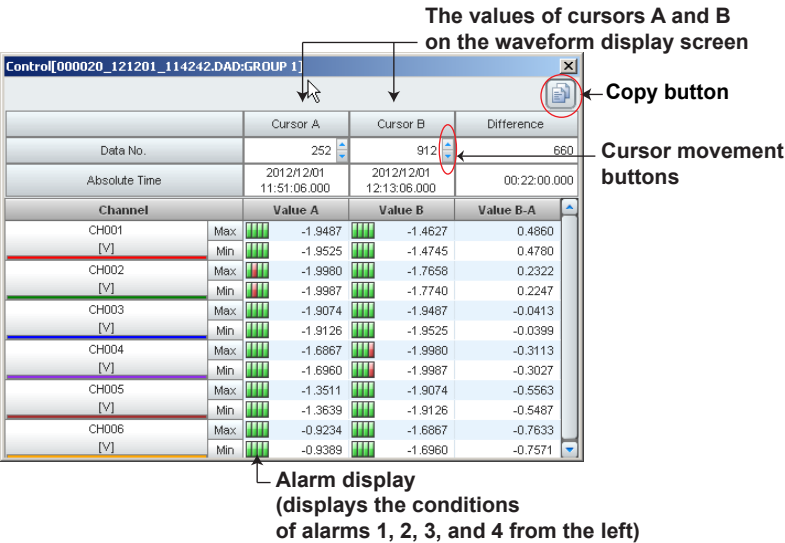 The values of cursors A and B
on the waveform display screen
Control[000020_121201_114242.DAD:GROUP 1]
Copy button
Cursor A Cursor B Difference
Data No. 252 912 660
Cursor movement
buttons
Absolute Time 2012/12/01 11:51:06.000 2012/12/01 12:13:06.000 00:22:00.000
Channel Value A Value B Value B-A
CH001 [V] Max -1.9487 -1.4627 0.4860
Min -1.9525 -1.4745 0.4780
CH002 [V] Max -1.9980 -1.7658 0.2322
Min -1.9987 -1.7740 0.2247
CH003 [V] Max -1.9074 -1.9487 -0.0413
Min -1.9126 -1.9525 -0.0399
CH004 [V] Max -1.6867 -1.9980 -0.3113
Min -1.6960 -1.9987 -0.3027
CH005 [V] Max -1.3511 -1.9074 -0.5563
Min -1.3639 -1.9126 -0.5487
CH006 [V] Max -0.9234 -1.6867 -0.7633
Min -0.9389 -1.6960 -0.7571
Alarm display
(displays the conditions
of alarms 1, 2, 3, and 4 from the left)